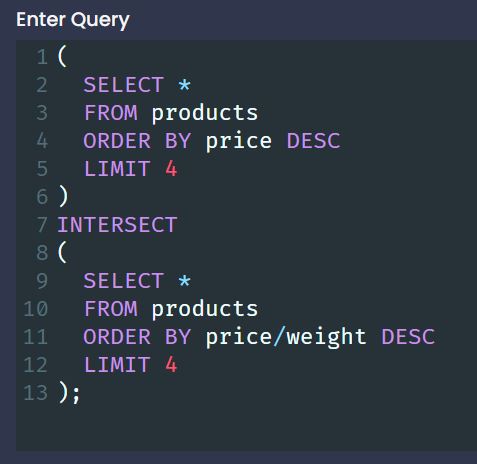 Enter Query
1 (
2   SELECT *
3   FROM products
4   ORDER BY price DESC
5   LIMIT 4
6 )
7 INTERSECT
8 (
9   SELECT *
10   FROM products
11   ORDER BY price/weight DESC
12   LIMIT 4
13 );